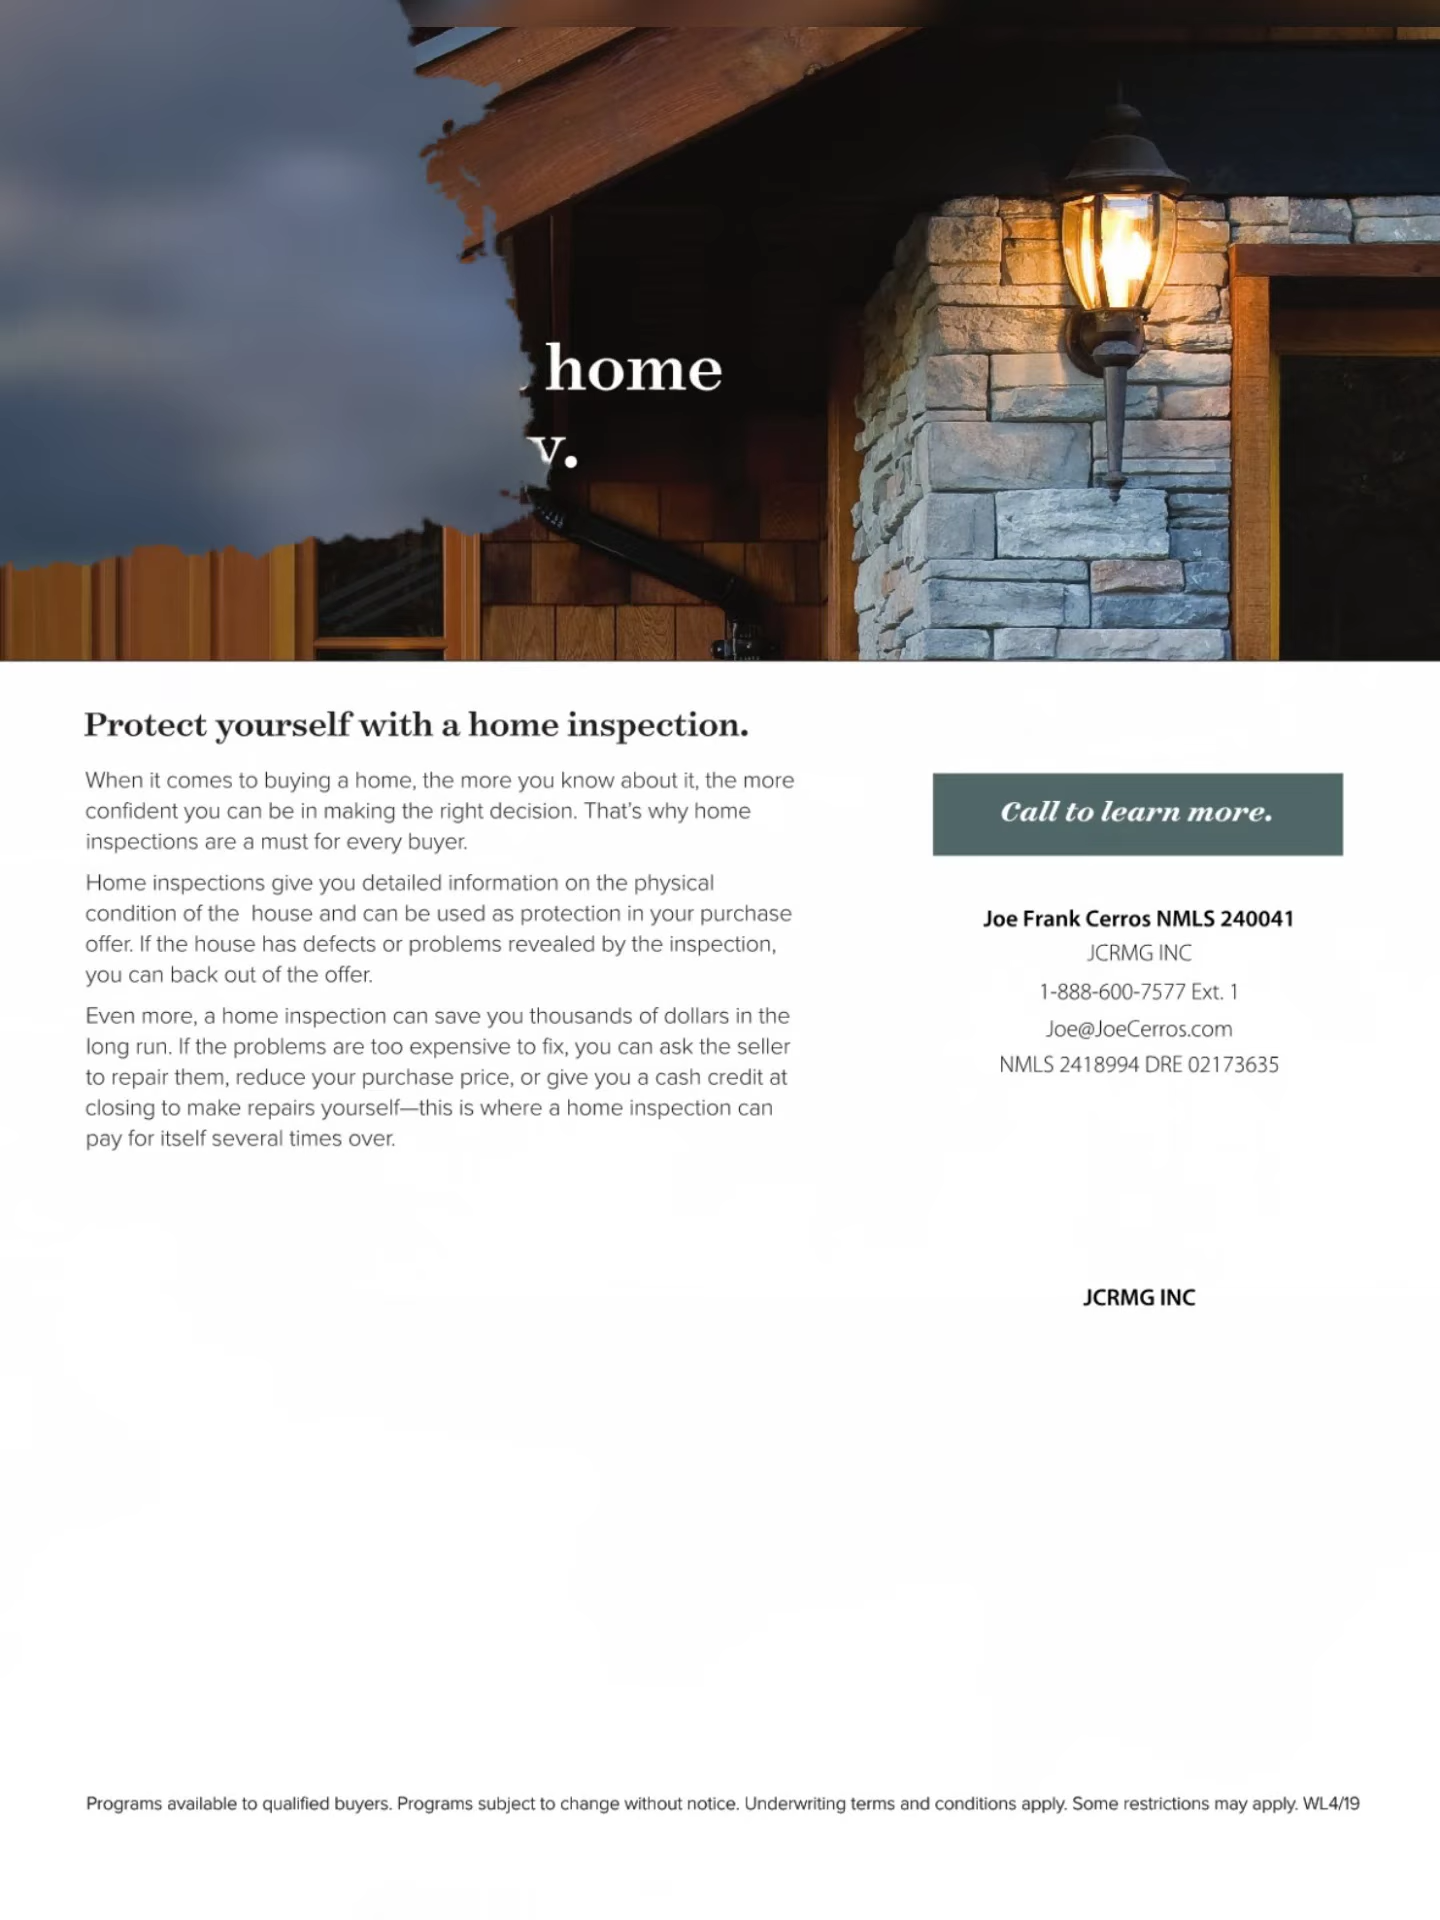 home
Protect yourself with a home inspection.
When it comes to buying a home, the more you know about it, the more
confident you can be in making the right decision. That's why home
inspections are a must for every buyer.
Home inspections give you detailed information on the physical
condition of the  house and can be used as protection in your purchase
offer. If the house has defects or problems revealed by the inspection,
you can back out of the offer.
Even more, a home inspection can save you thousands of dollars in the
long run. If the problems are too expensive to fix, you can ask the seller
to repair them, reduce your purchase price, or give you a cash credit at
closing to make repairs yourself—this is where a home inspection can
pay for itself several times over.
Call to learn more.
Joe Frank Cerros NMLS 240041
JCRMG INC
1-888-600-7577 Ext. 1
Joe@JoeCerros.com
NMLS 2418994 DRE 02173635
JCRMG INC
Programs available to qualified buyers. Programs subject to change without notice. Underwriting terms and conditions apply. Some restrictions may apply. WL4/19